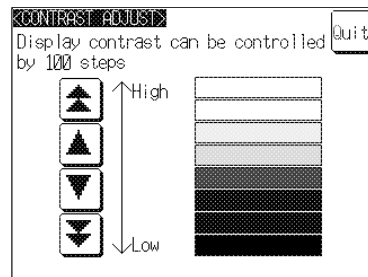 <CONTRAST ADJUST>
Quit
Display contrast can be controlled
by 100 steps
High
Low